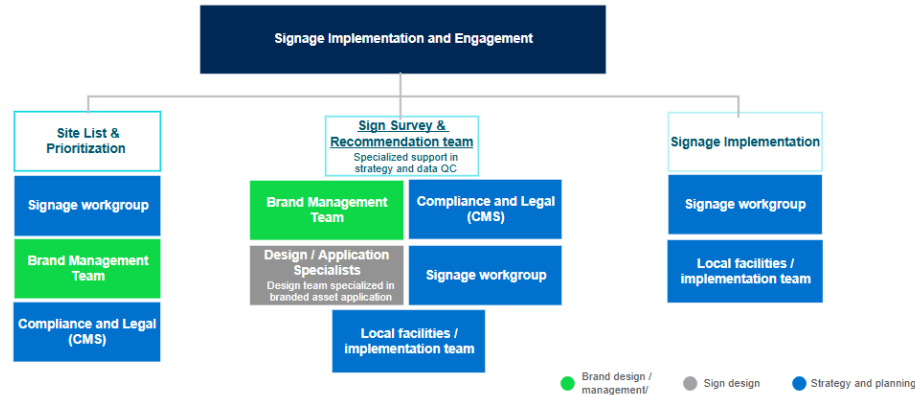 Signage Implementation and Engagement
Site List &
Prioritization
Signage workgroup
Brand Management
Team
Compliance and Legal
(CMS)
Sign Survey &
Recommendation team
Specialized support in
strategy and data QC
Brand Management
Team
Compliance and Legal
(CMS)
Design / Application
Specialists
Design team specialized in
branded asset application
Signage workgroup
Local facilities /
implementation team
Signage Implementation
Signage workgroup
Local facilities /
implementation team
Brand design /
management/
Sign design
Strategy and planning